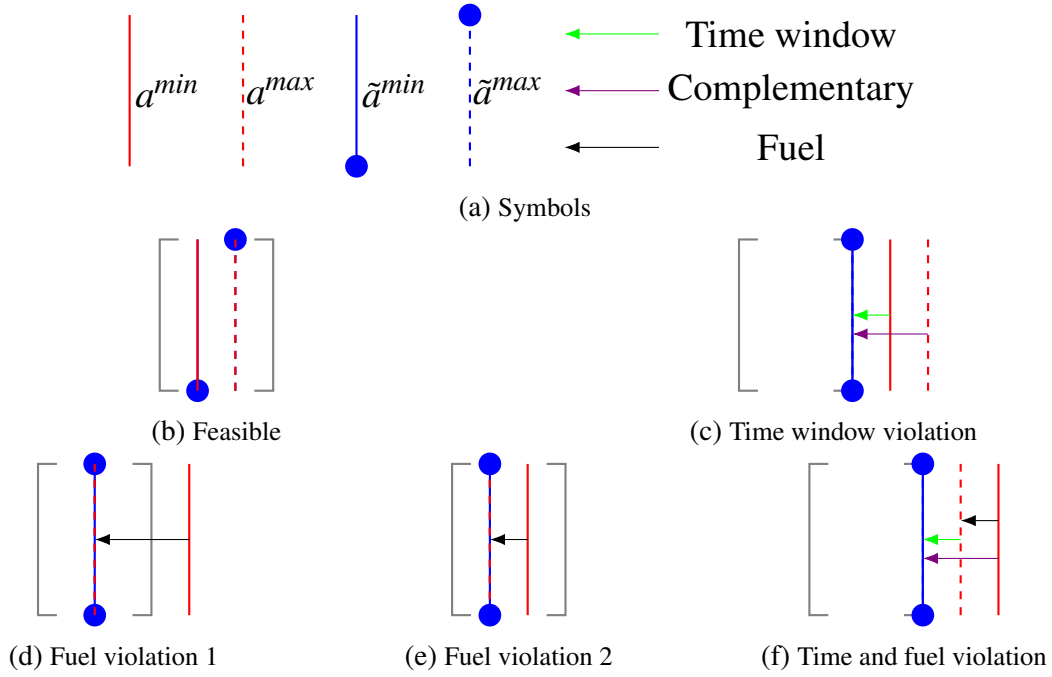 a^min a^max ã^min ã^max Time window
Complementary
Fuel
(a) Symbols
(b) Feasible
(c) Time window violation
(d) Fuel violation 1
(e) Fuel violation 2
(f) Time and fuel violation